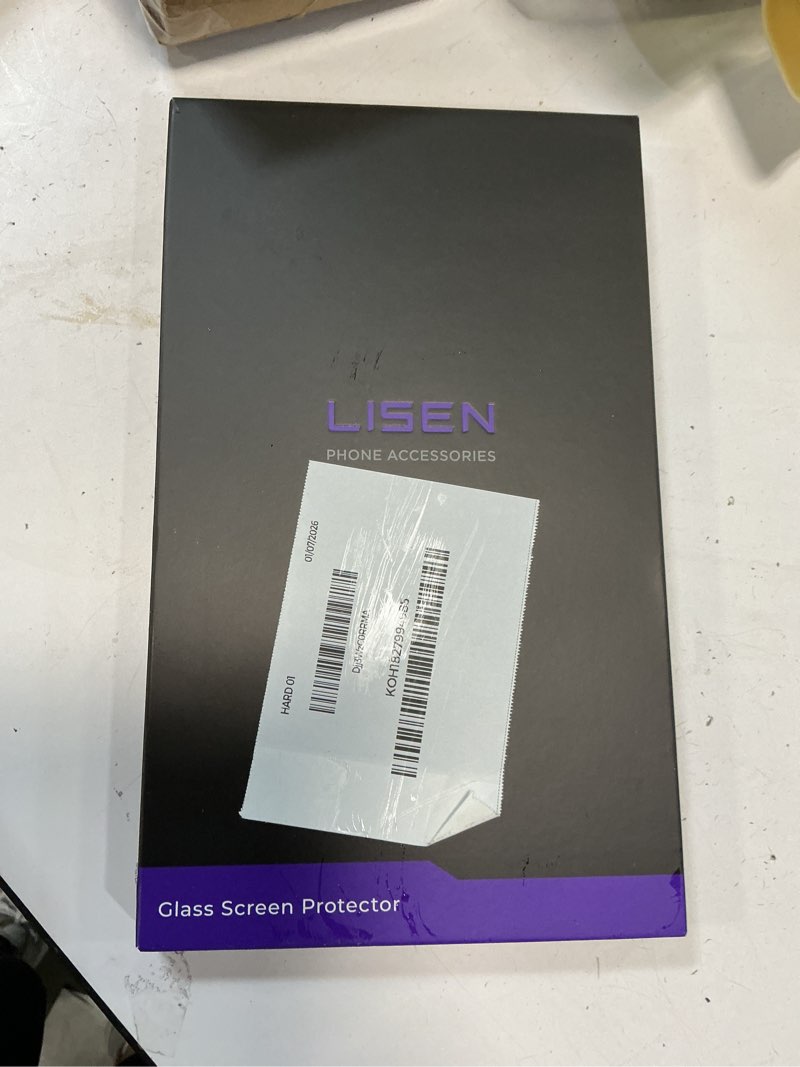 LISEN
PHONE ACCESSORIES
01/07/2026
HARD 01
Glass Screen Protector